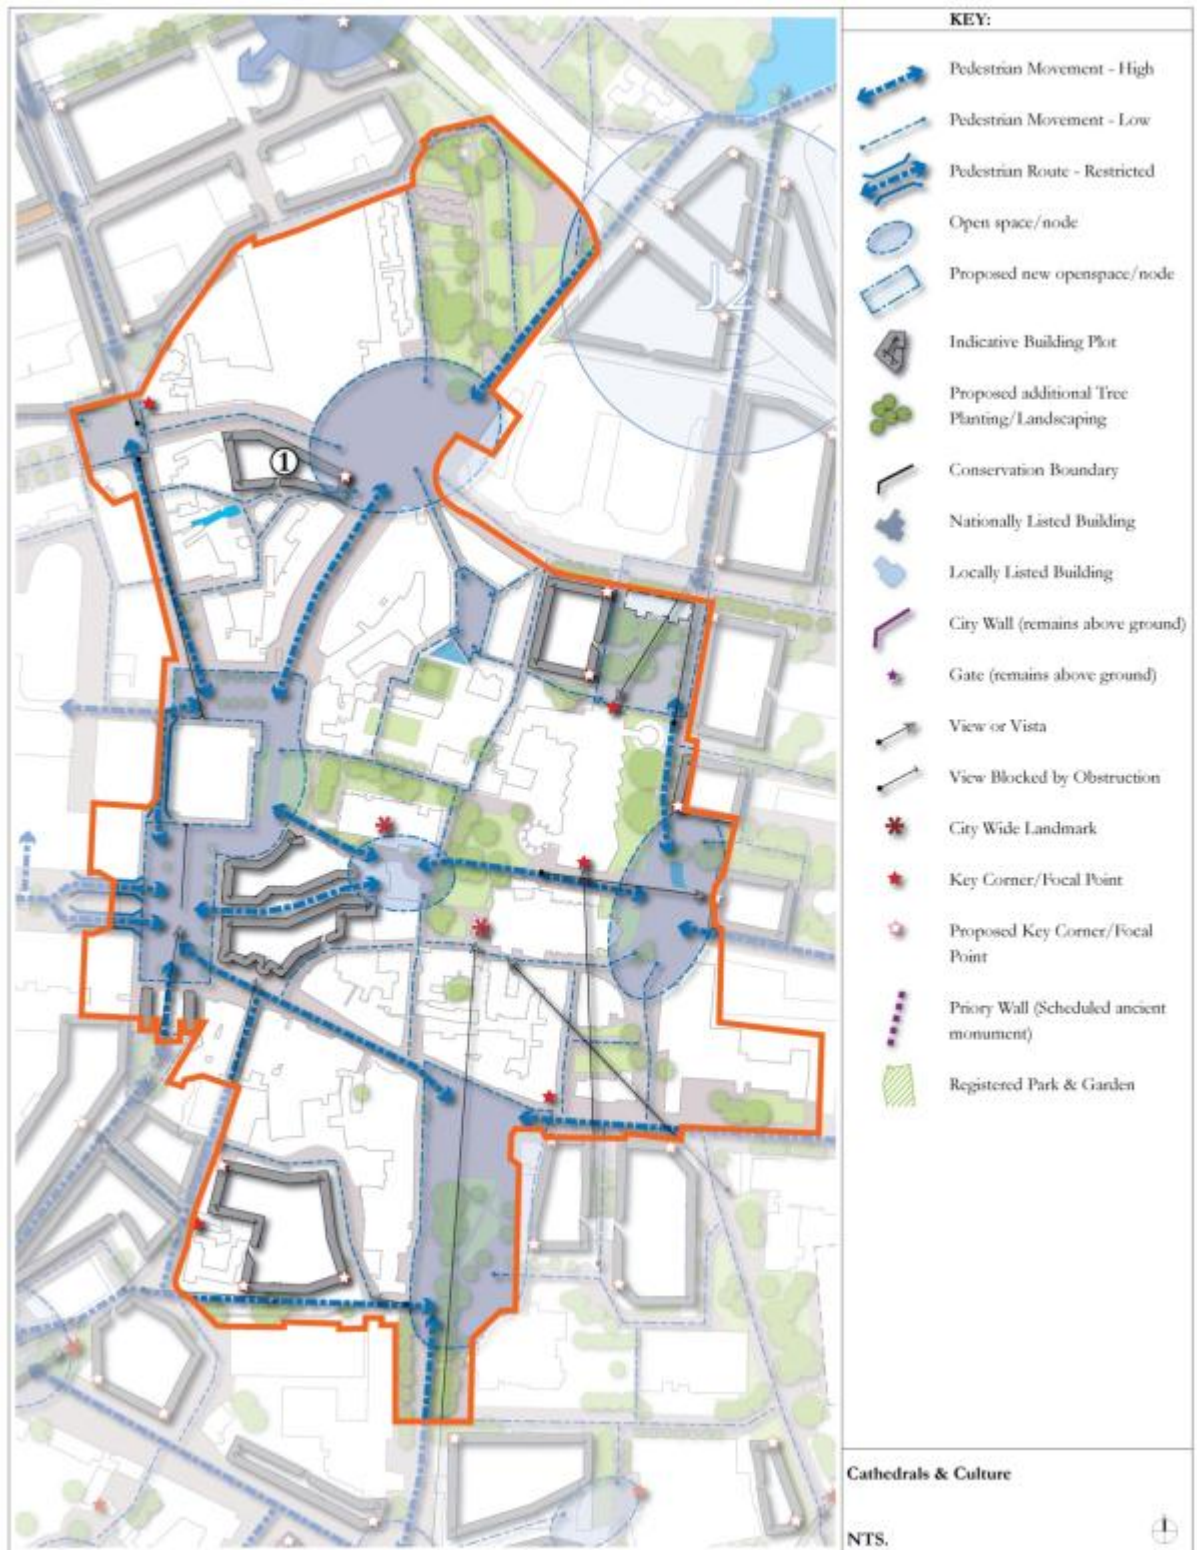 KEY:
Pedestrian Movement - High
Pedestrian Movement - Low
Pedestrian Route - Restricted
Open space/node
Proposed new openspace/node
Indicative Building Plot
Proposed additional Tree
Planting/Landscaping
Conservation Boundary
Nationally Listed Building
Locally Listed Building
City Wall (remains above ground)
Gate (remains above ground)
View or Vista
View Blocked by Obstruction
City Wide Landmark
Key Corner/Focal Point
Proposed Key Corner/Focal
Point
Priory Wall (Scheduled ancient
monument)
Registered Park & Garden
J2
1
Cathedrals & Culture
NTS.